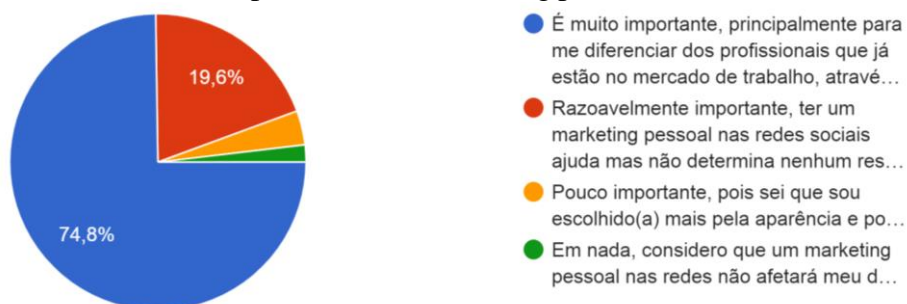 É muito importante, principalmente para
me diferenciar dos profissionais que já
estão no mercado de trabalho, atravé...
19,6%
Razoavelmente importante, ter um
marketing pessoal nas redes sociais
ajuda mas não determina nenhum res...
Pouco importante, pois sei que sou
escolhido(a) mais pela aparência e po...
74,8%
Em nada, considero que um marketing
pessoal nas redes não afetará meu d...